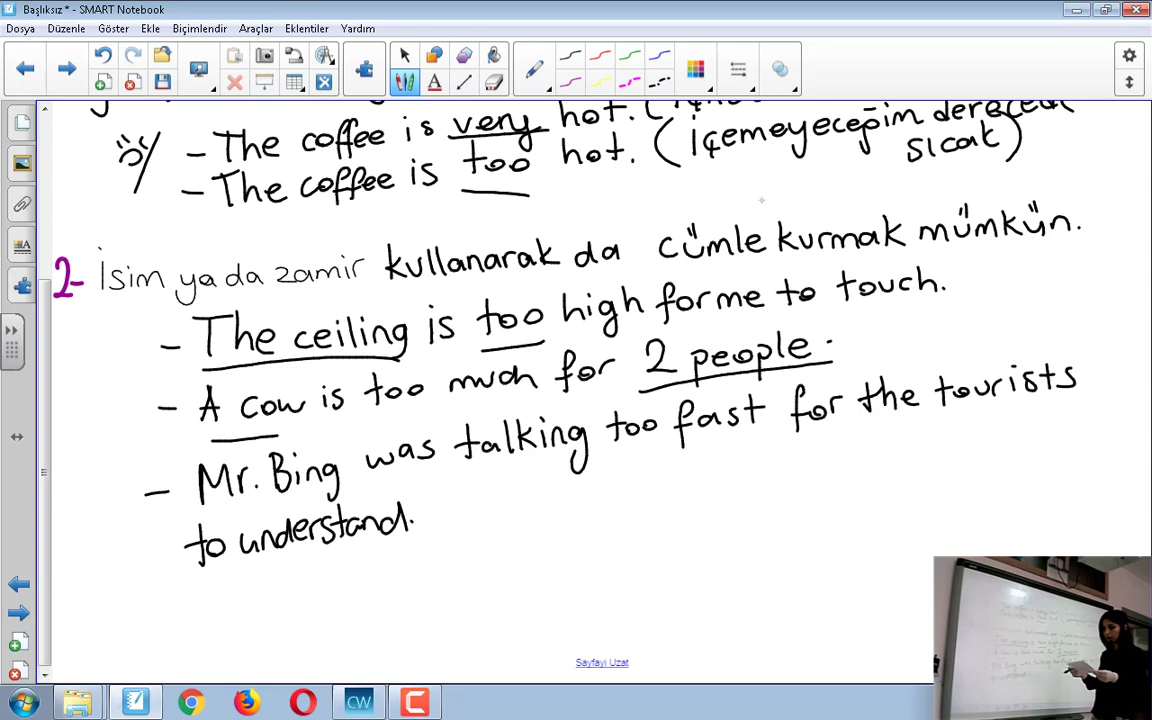 Başlıksız * - SMART Notebook
Dosya Düzenle Göster Ekle Biçimlendir Araçlar Eklentiler Yardım
- The coffee is very hot.
- The coffee is too hot. (içemeyeceğim derecede
sıcak)
2- İsim ya da zamir kullanarak da cümle kurmak mümkün.
- The ceiling is too high for me to touch.
- A cow is too much for 2 people.
- Mr. Bing was talking too fast for the tourists
to understand.
Sayfayi Uzat
CW
C